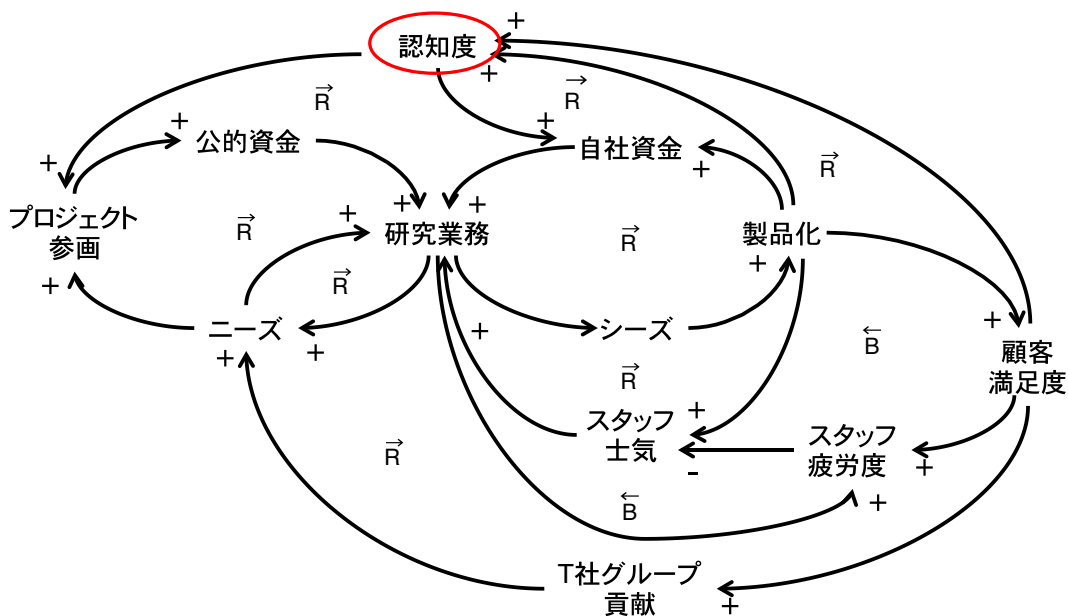 +
認知度
+
R
R
+
公的資金
+
自社資金
+
+
R
プロジェクト
参画
+
R
+
研究業務
+
R
製品化
+
+
R
ニーズ
+
+
+
シーズ
+
顧客
満足度
B
R
+
スタッフ
士気
-
スタッフ
疲労度
+
R
B
+
T社グループ
貢献
+